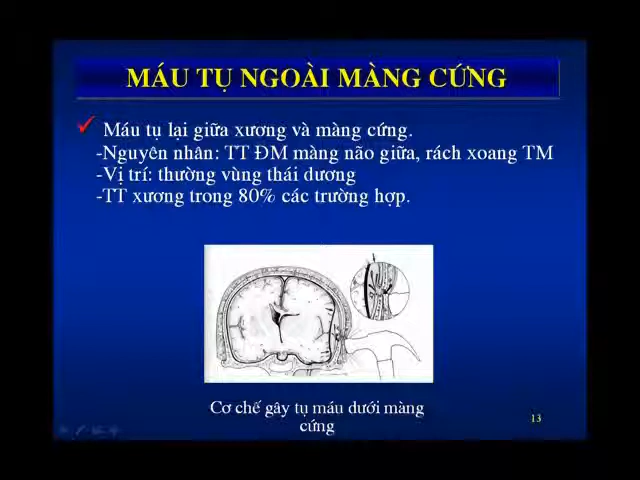 MÁU TỤ NGOÀI MÀNG CỨNG
Máu tụ lại giữa xương và màng cứng.
-Nguyên nhân: TT ĐM màng não giữa, rách xoang TM
-Vị trí: thường vùng thái dương
-TT xương trong 80% các trường hợp.
Cơ chế gây tụ máu dưới màng
cứng
13